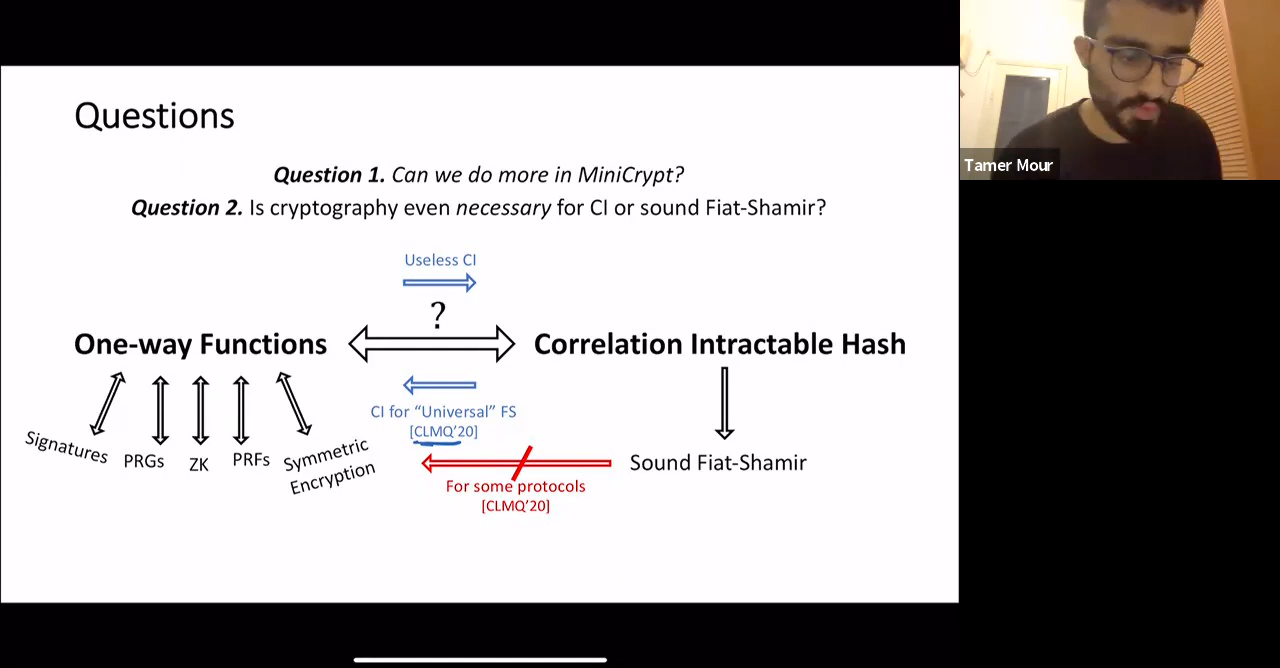 Questions
Question 1. Can we do more in MiniCrypt?
Question 2. Is cryptography even necessary for CI or sound Fiat-Shamir?
Useless CI
?
One-way Functions
Correlation Intractable Hash
CI for “Universal” FS
[CLMQ’20]
Signatures
PRGs
ZK
PRFs
Symmetric
Encryption
Sound Fiat-Shamir
For some protocols
[CLMQ’20]
Tamer Mour